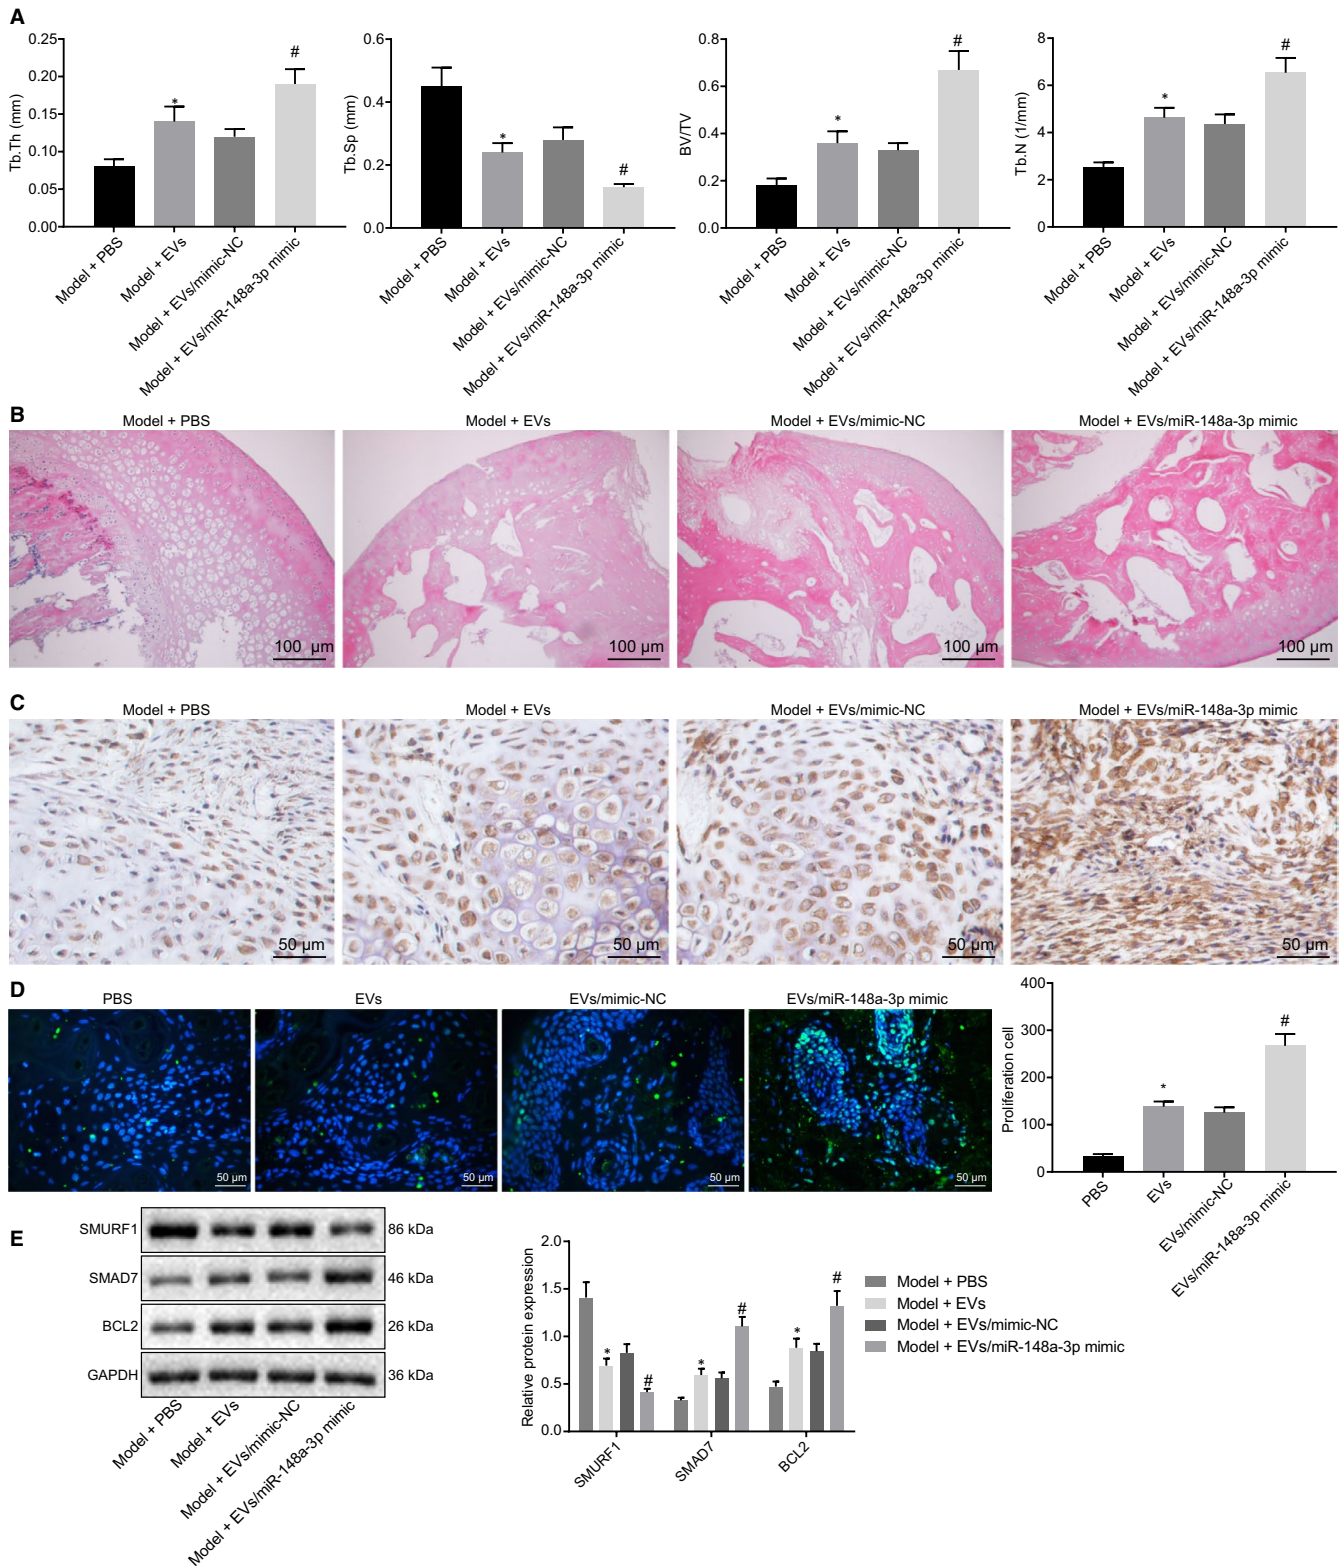 A
Tb.Th (mm)
0.25
0.20
0.15
0.10
0.05
0.00
*
#
Model + PBS
Model + EVs
Model + EVs/mimic-NC
Model + EVs/miR-148a-3p mimic
Tb.Sp (mm)
0.6
0.4
0.2
0.0
*
#
Model + PBS
Model + EVs
Model + EVs/mimic-NC
Model + EVs/miR-148a-3p mimic
BV/TV
0.8
0.6
0.4
0.2
0.0
*
#
Model + PBS
Model + EVs
Model + EVs/mimic-NC
Model + EVs/miR-148a-3p mimic
Tb.N (1/mm)
8
6
4
2
0
*
#
Model + PBS
Model + EVs
Model + EVs/mimic-NC
Model + EVs/miR-148a-3p mimic
B
Model + PBS
Model + EVs
Model + EVs/mimic-NC
Model + EVs/miR-148a-3p mimic
100 µm
100 µm
100 µm
100 µm
C
Model + PBS
Model + EVs
Model + EVs/mimic-NC
Model + EVs/miR-148a-3p mimic
50 µm
50 µm
50 µm
50 µm
D
PBS
EVs
EVs/mimic-NC
EVs/miR-148a-3p mimic
50 µm
50 µm
50 µm
50 µm
Proliferation cell
400
300
200
100
0
*
#
PBS
EVs
EVs/mimic-NC
EVs/miR-148a-3p mimic
E
SMURF1 86 kDa
SMAD7 46 kDa
BCL2 26 kDa
GAPDH 36 kDa
Model + PBS
Model + EVs
Model + EVs/mimic-NC
Model + EVs/miR-148a-3p mimic
Relative protein expression
2.0
1.5
1.0
0.5
0.0
*
#
*
#
*
#
SMURF1
SMAD7
BCL2
Model + PBS
Model + EVs
Model + EVs/mimic-NC
Model + EVs/miR-148a-3p mimic